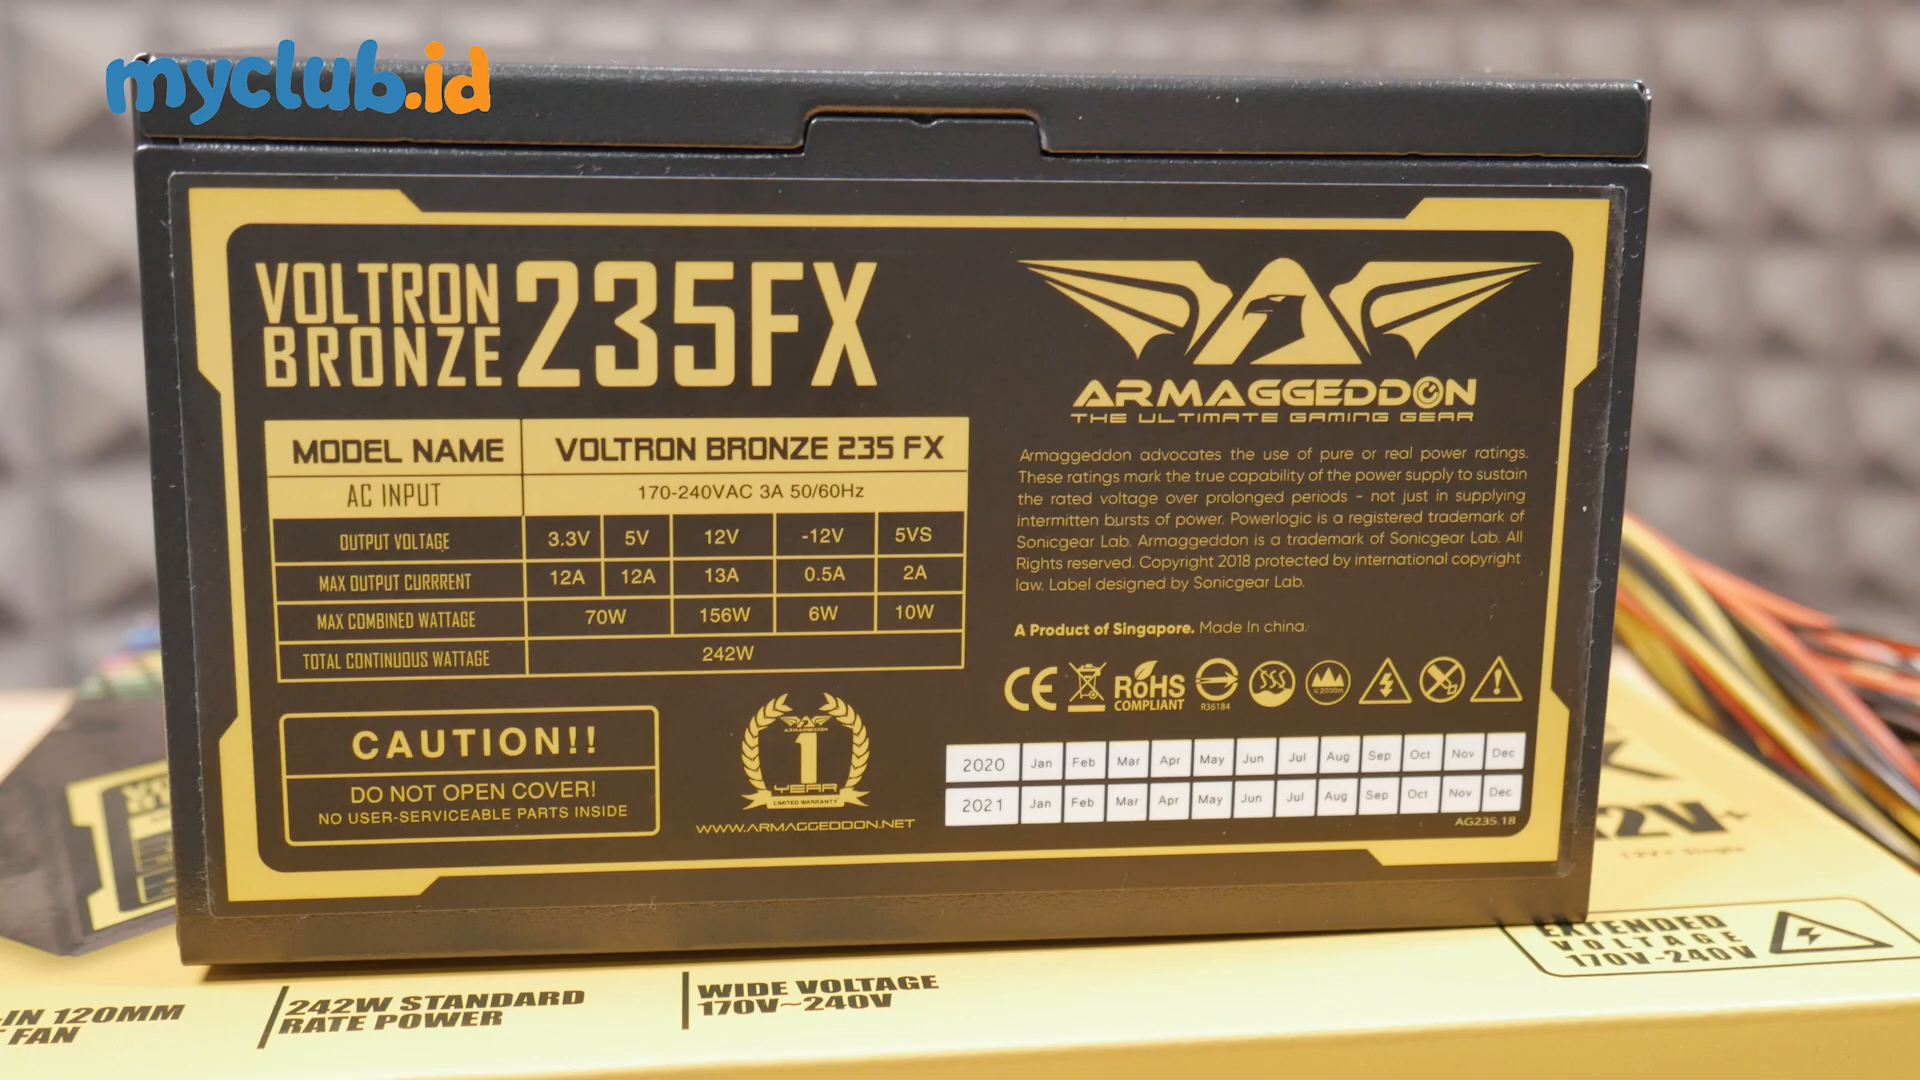 myclub.id
VOLTRON
BRONZE 235FX
ARMAGGEDDON
THE ULTIMATE GAMING GEAR
MODEL NAME VOLTRON BRONZE 235 FX
AC INPUT 170-240VAC 3A 50/60Hz
OUTPUT VOLTAGE 3.3V 5V 12V -12V 5VS
MAX OUTPUT CURRRENT 12A 12A 13A 0.5A 2A
MAX COMBINED WATTAGE 70W 156W 6W 10W
TOTAL CONTINUOUS WATTAGE 242W
Armaggeddon advocates the use of pure or real power ratings.
These ratings mark the true capability of the power supply to sustain
the rated voltage over prolonged periods - not just in supplying
intermitten bursts of power. Powerlogic is a registered trademark of
Sonicgear Lab. Armaggeddon is a trademark of Sonicgear Lab. All
Rights reserved. Copyright 2018 protected by international copyright
law. Label designed by Sonicgear Lab.
A Product of Singapore. Made In china.
CE RoHS
COMPLIANT
R36184
≤2000m
CAUTION!!
DO NOT OPEN COVER!
NO USER-SERVICEABLE PARTS INSIDE
ARMAGGEDDON
1
YEAR
LIMITED WARRANTY
WWW.ARMAGGEDDON.NET
2020 Jan Feb Mar Apr May Jun Jul Aug Sep Oct Nov Dec
2021 Jan Feb Mar Apr May Jun Jul Aug Sep Oct Nov Dec
AG235.18
12V+
EXTENDED
VOLTAGE
170V-240V
-IN 120MM
FAN
242W STANDARD
RATE POWER
WIDE VOLTAGE
170V~240V